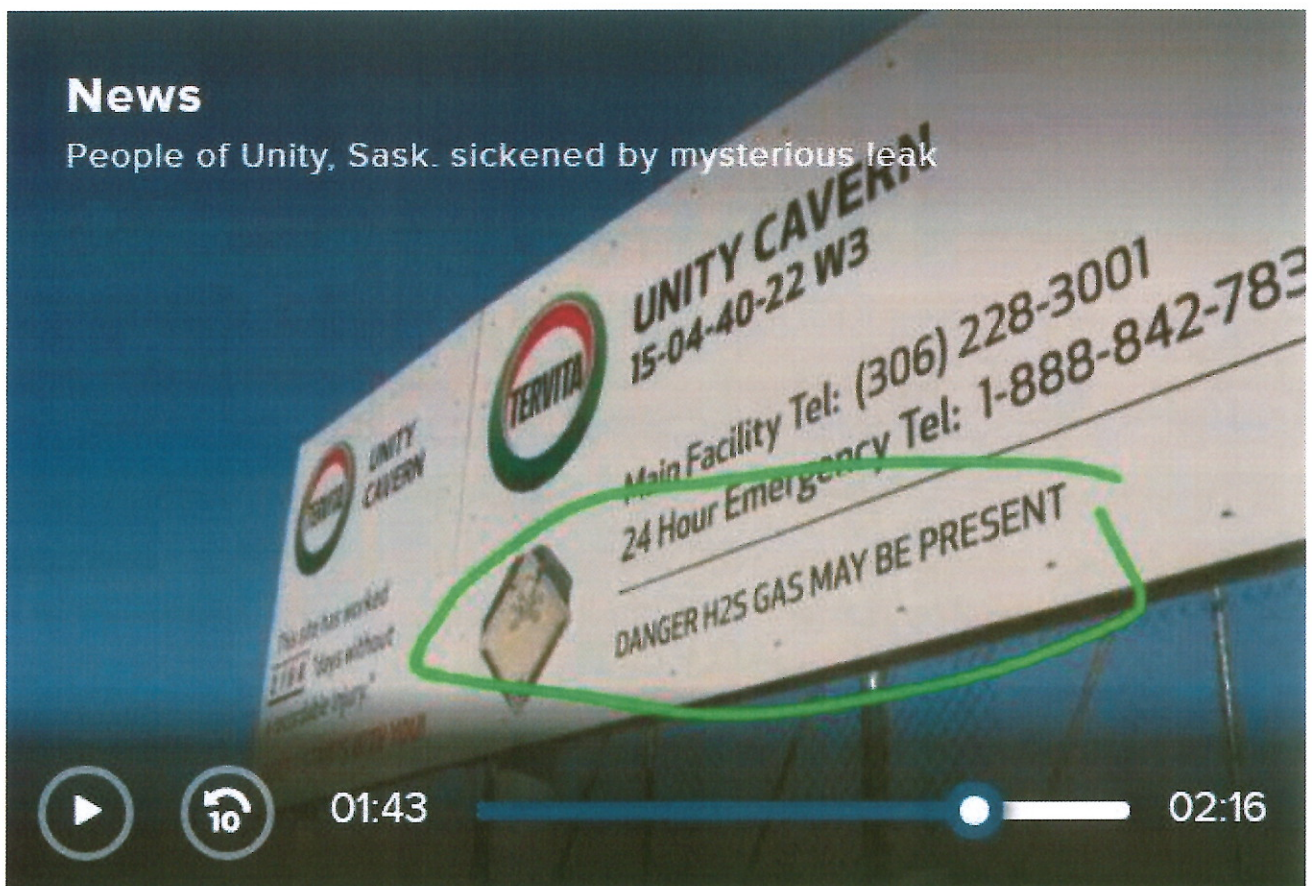 News
People of Unity, Sask. sickened by mysterious leak
UNITY CAVERN
15-04-40-22 W3
TERVITA
Main Facility Tel: (306) 228-3001
24 Hour Emergency Tel: 1-888-842-783
DANGER H2S GAS MAY BE PRESENT
TERVITA
UNITY
CAVERN
This site has worked
days without
injury."
01:43
02:16
10